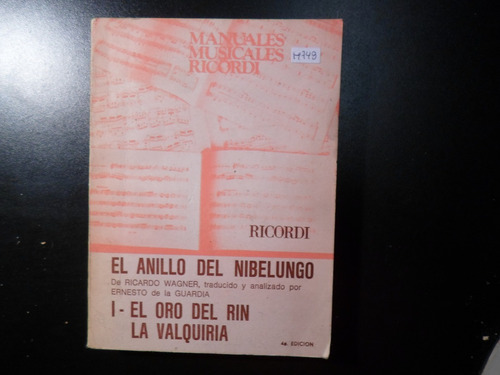 MANUALES
MUSICALES
RICORDI
H749
RICORDI
EL ANILLO DEL NIBELUNGO
De RICARDO WAGNER, traducido y analizado por
ERNESTO de la GUARDIA
I - EL ORO DEL RIN
LA VALQUIRIA
4a. EDICION